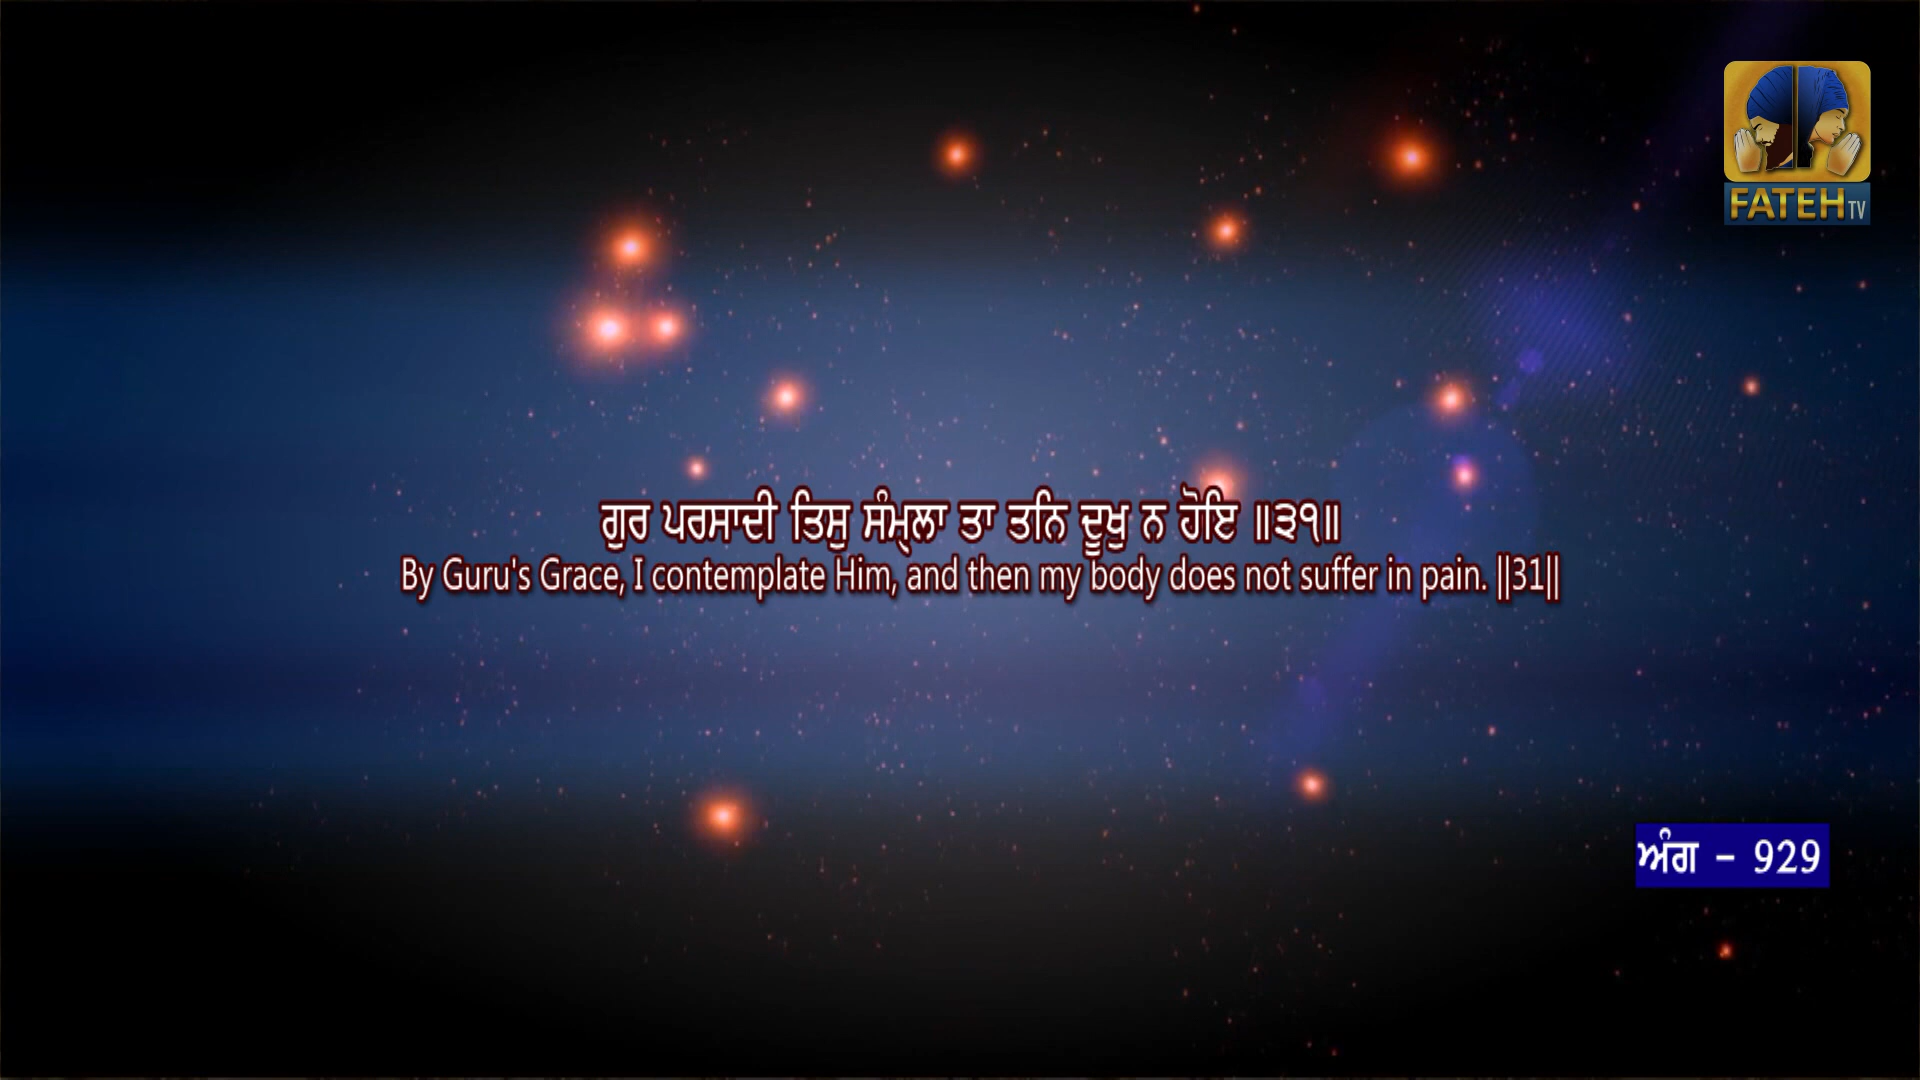 FATEH TV
ਗੁਰ ਪਰਸਾਦੀ ਤਿਸੁ ਸੰਮ੍ਹਲਾ ਤਾ ਤਨਿ ਦੂਖੁ ਨ ਹੋਇ ॥੩੧॥
By Guru's Grace, I contemplate Him, and then my body does not suffer in pain. ||31||
ਅੰਗ - 929